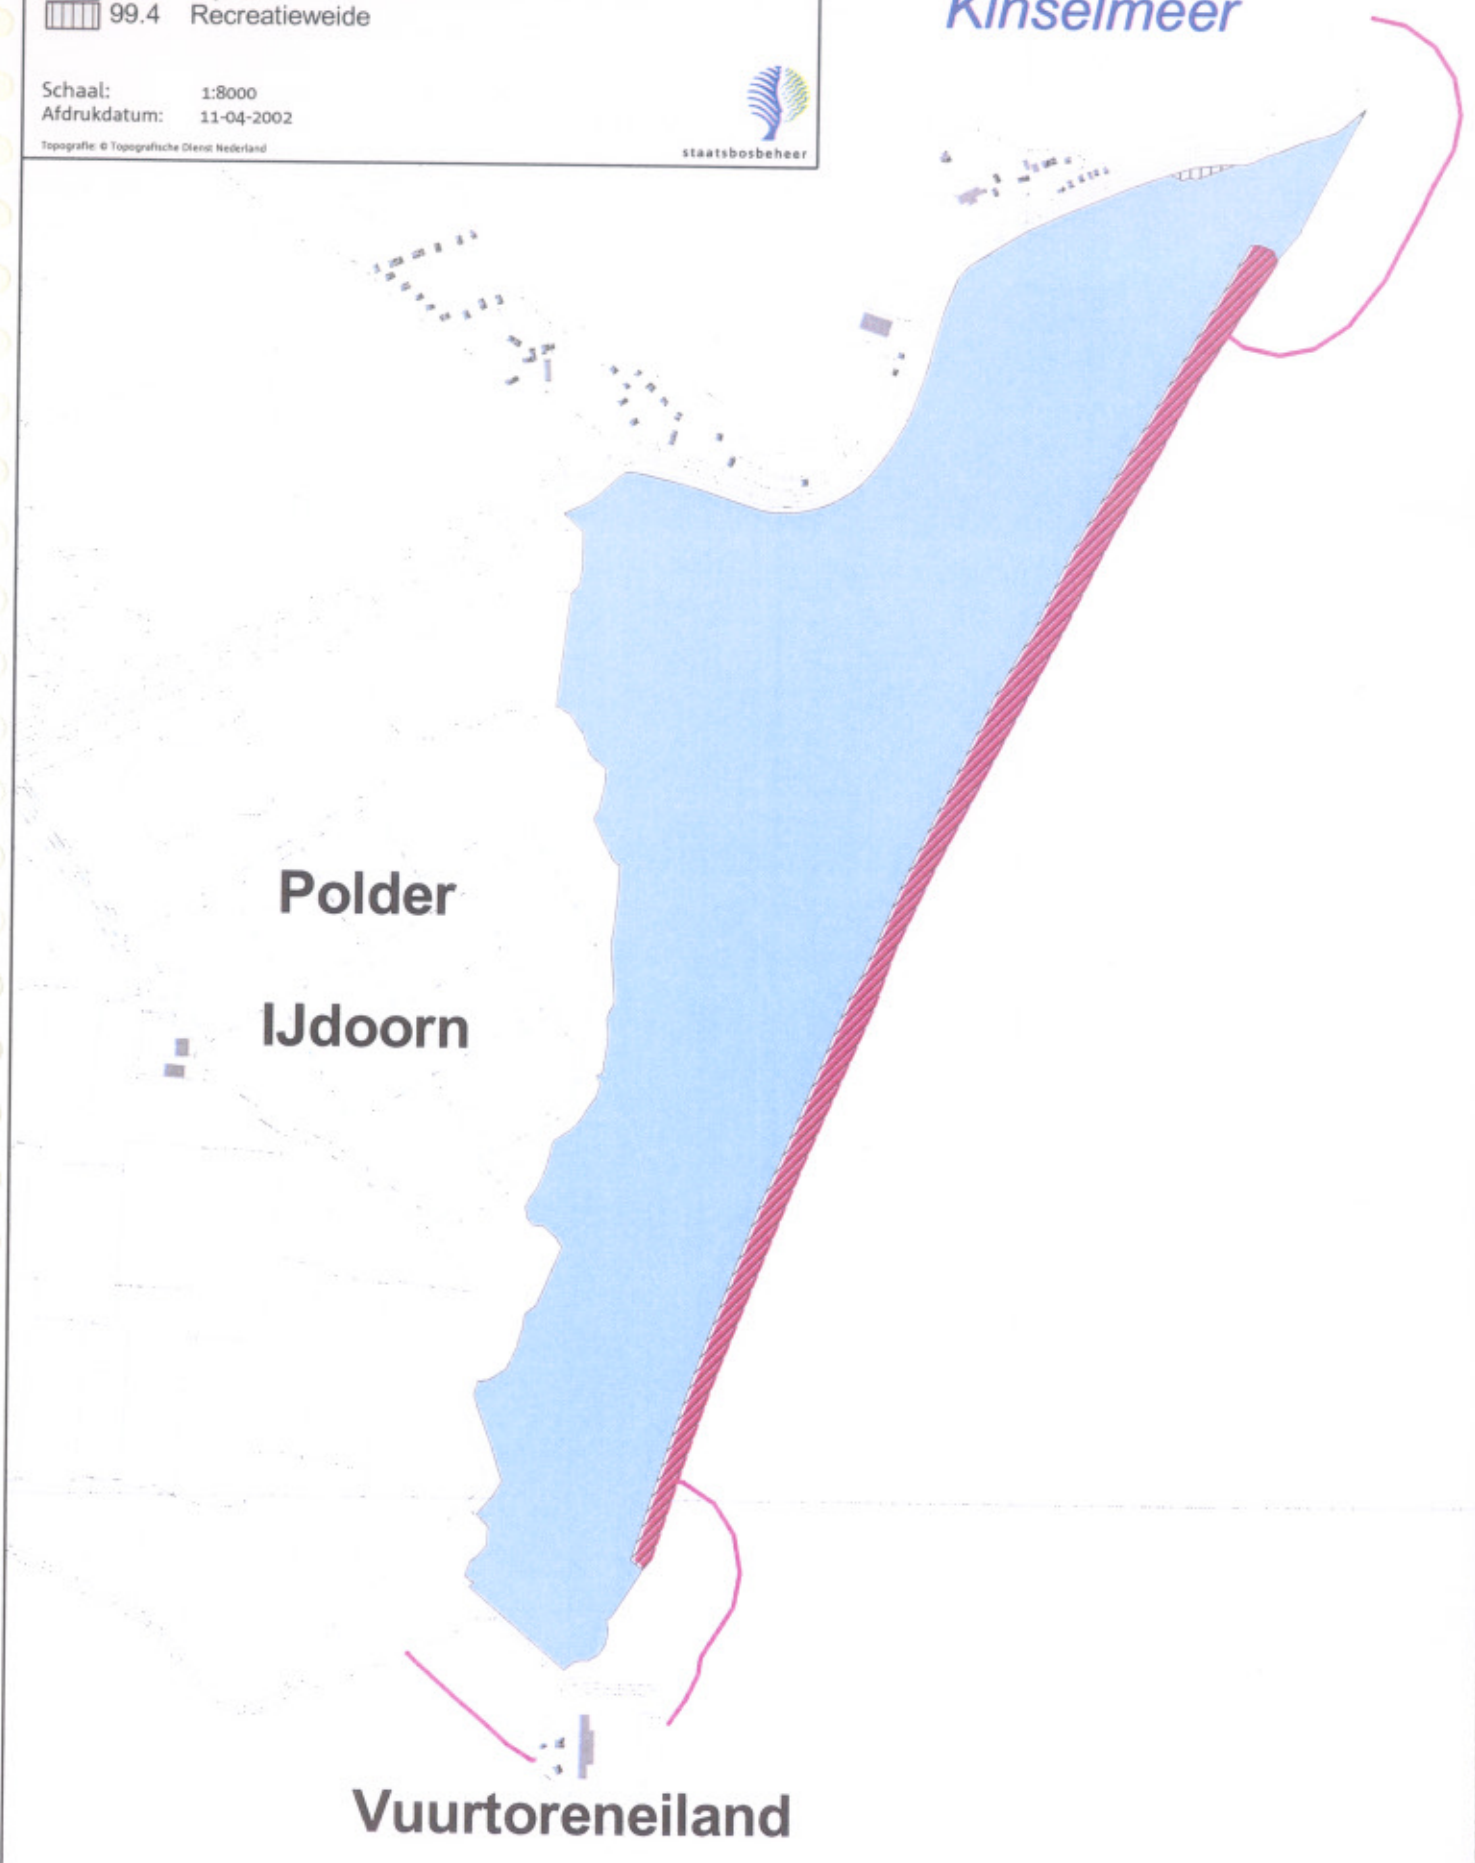 99.4 Recreatieweide
Kinselmeer
Schaal: 1:8000
Afdrukdatum: 11-04-2002
Topografie: © Topografische Dienst Nederland
staatsbosbeheer
Polder
IJdoorn
Vuurtoreneiland